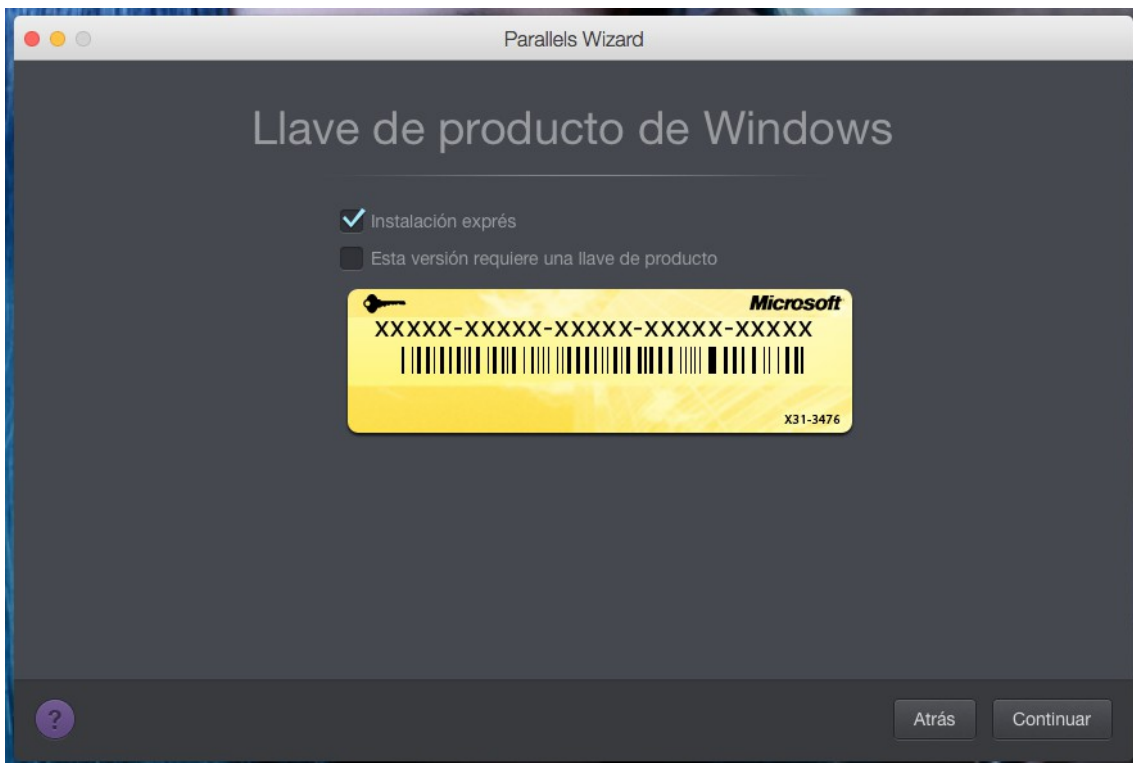 Parallels Wizard
Llave de producto de Windows
Instalación exprés
Esta versión requiere una llave de producto
Microsoft
XXXXX-XXXXX-XXXXX-XXXXX-XXXXX
X31-3476
?
Atrás
Continuar